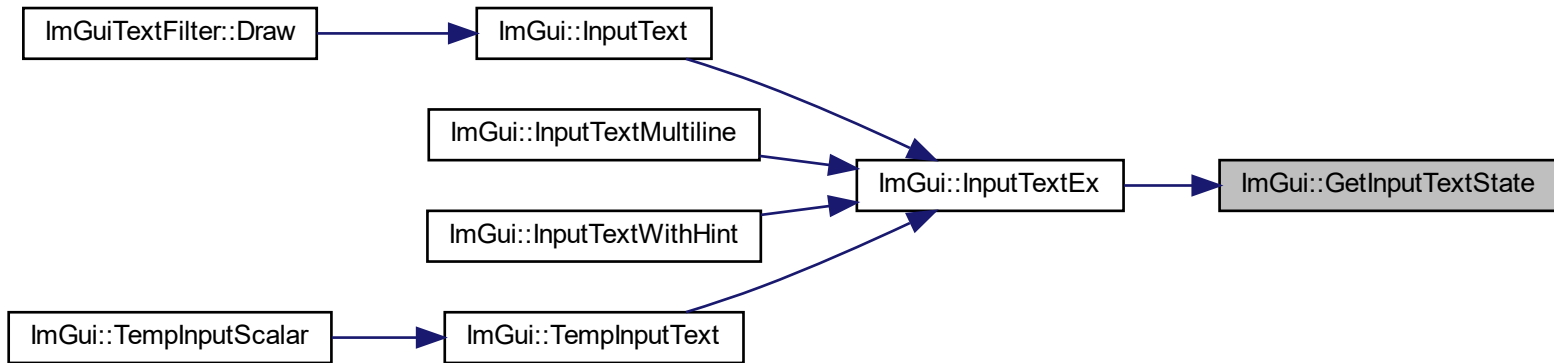 ImGuiTextFilter::Draw
ImGui::InputText
ImGui::InputTextMultiline
ImGui::InputTextEx
ImGui::GetInputTextState
ImGui::InputTextWithHint
ImGui::TempInputScalar
ImGui::TempInputText